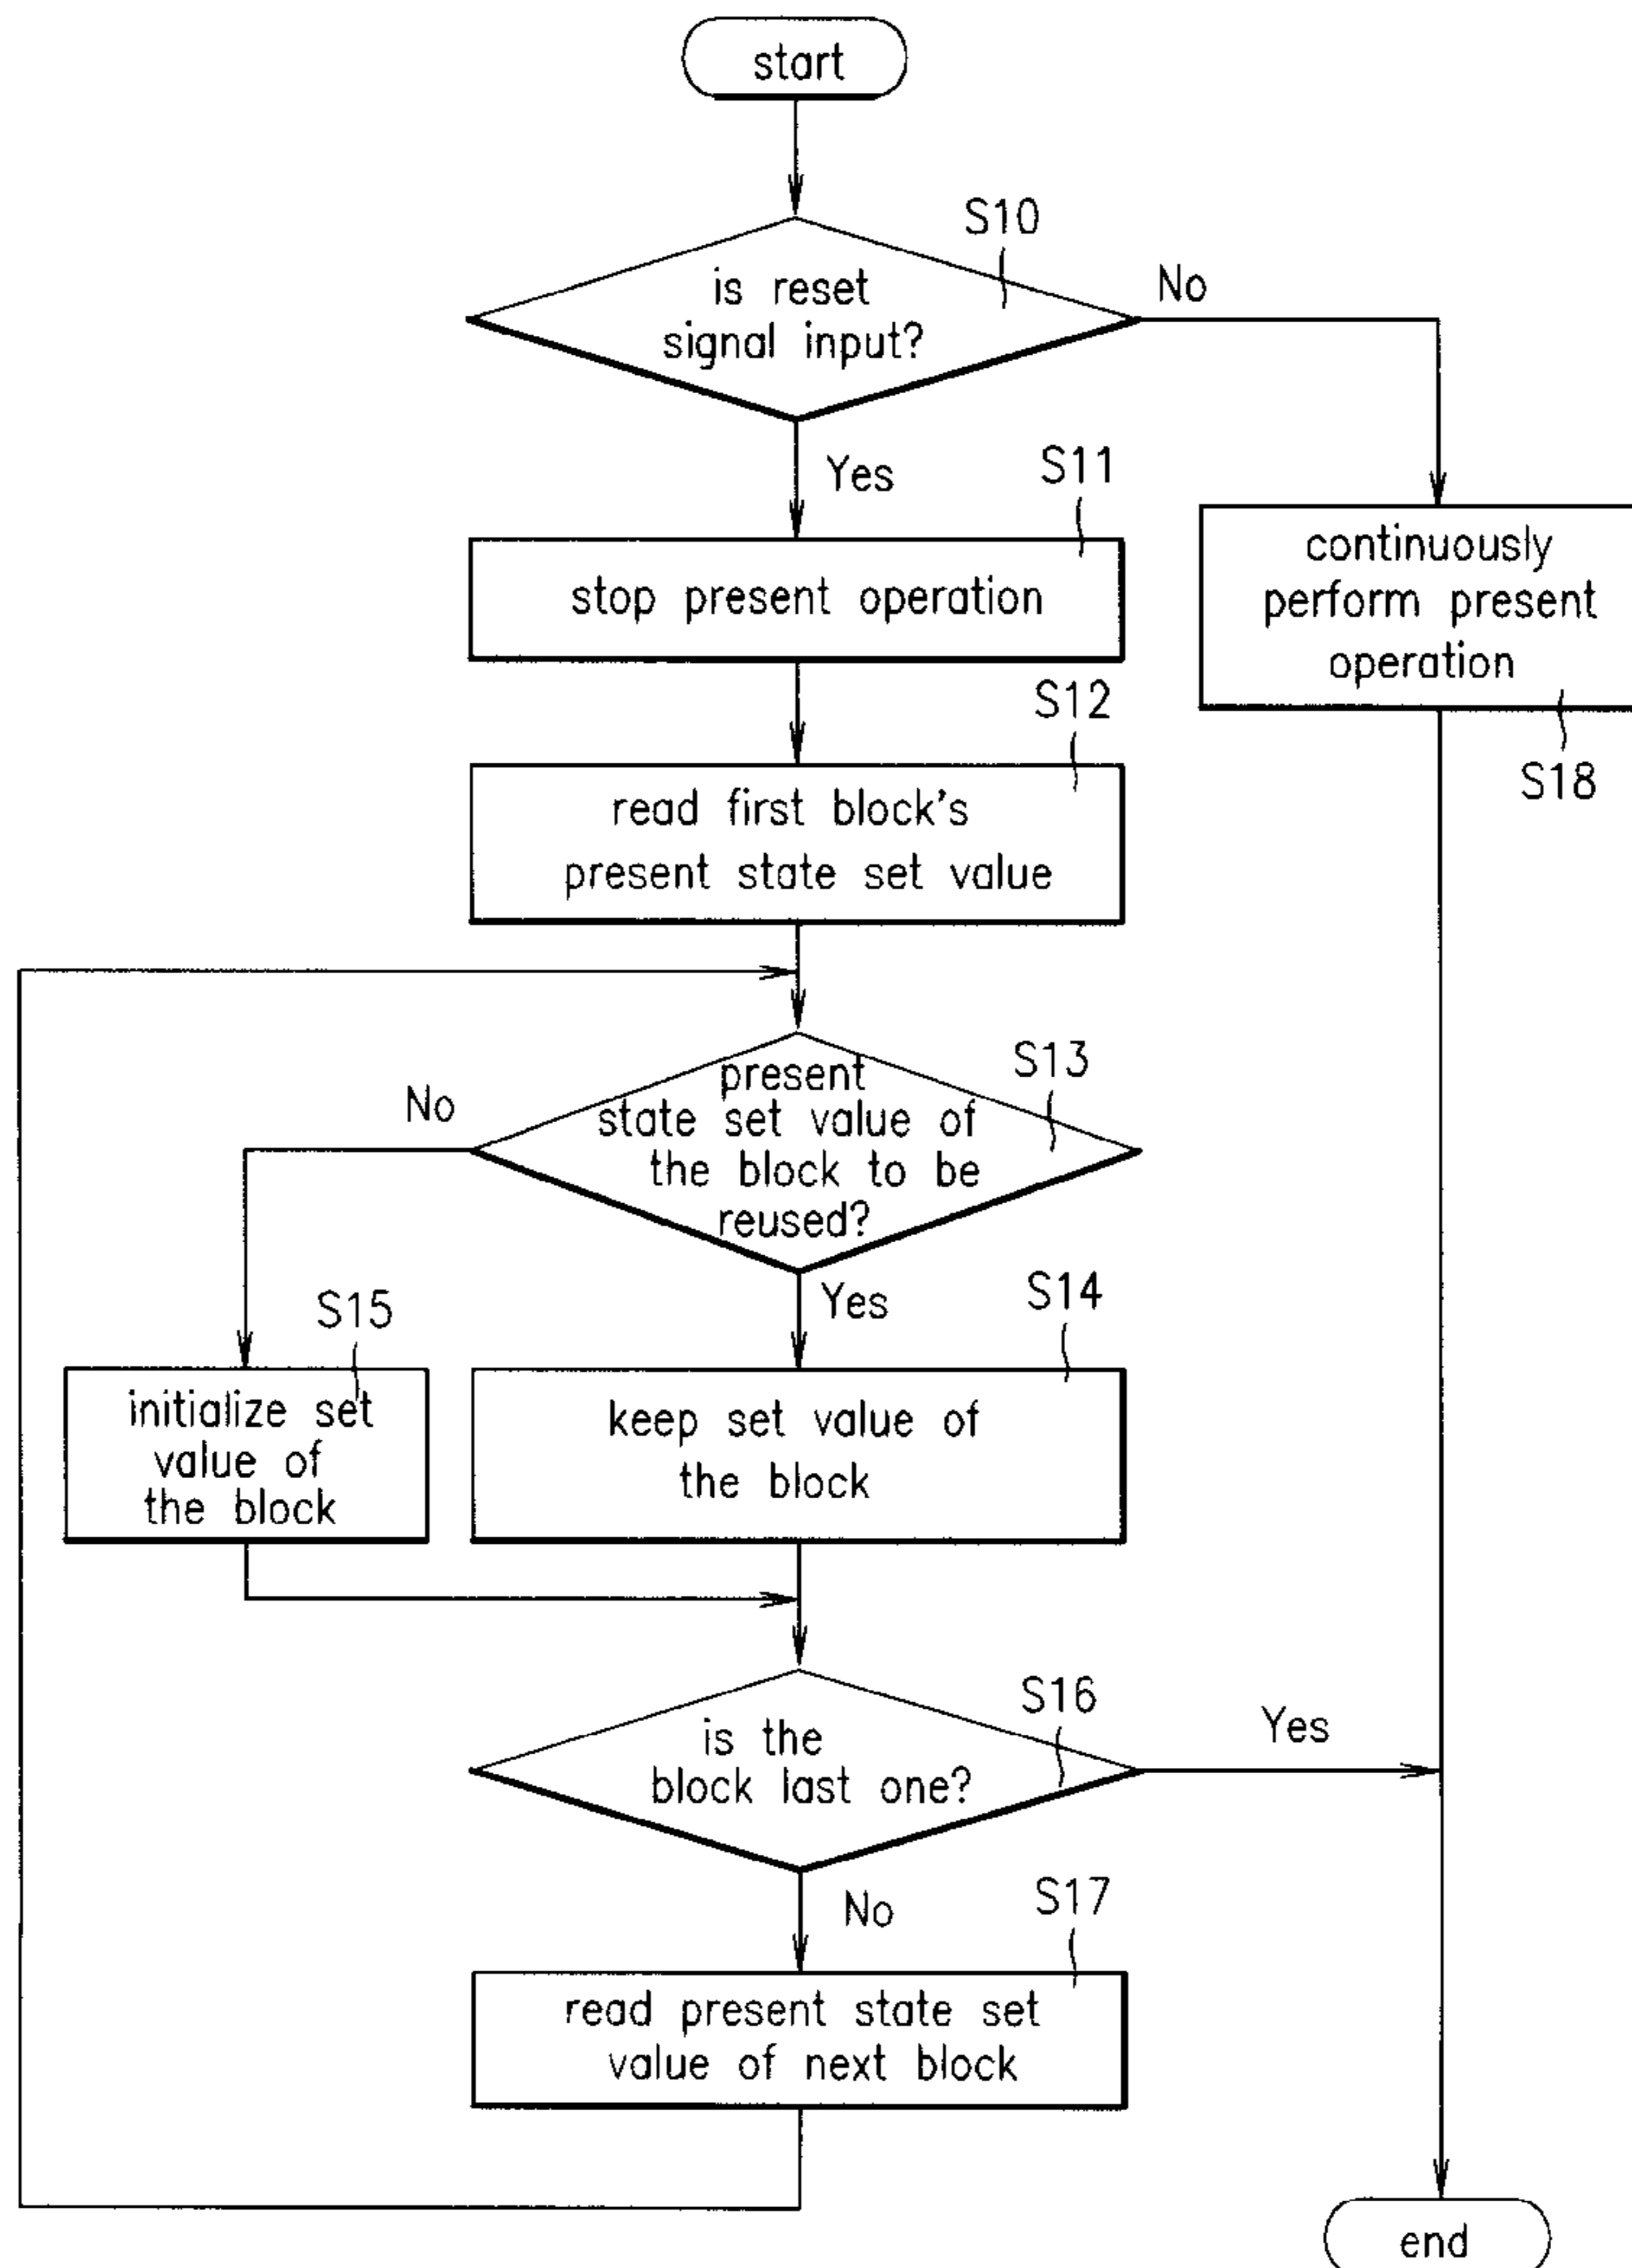 start
S10
is reset
signal input?
No
Yes
S11
stop present operation
continuously
perform present
operation
S18
S12
read first block's
present state set value
S13
present
state set value of
the block to be
reused?
No
Yes
S14
S15
initialize set
value of
the block
keep set value of
the block
S16
is the
block last one?
Yes
No
S17
read present state set
value of next block
end